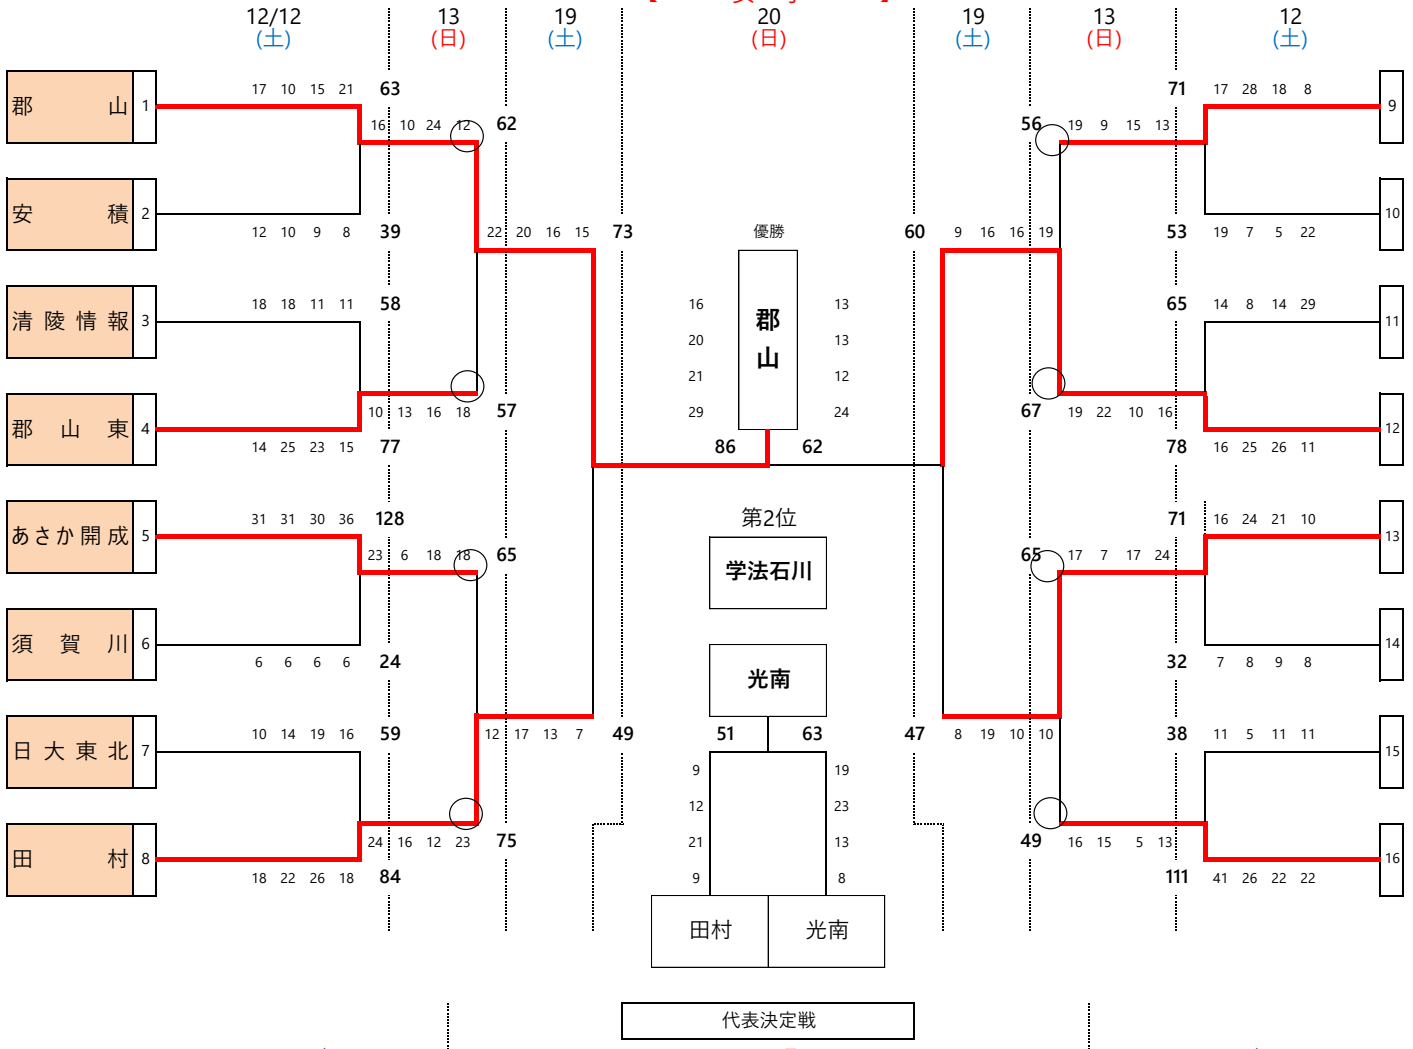 12/12 13 19 20 19 13 12
(土) (日) (土) (日) (土) (日) (土)
郡 山 1 17 10 15 21 63 71 17 28 18 8 9
16 10 24 12 62 56 19 9 15 13
安 積 2 12 10 9 8 39 22 20 16 15 73 優勝 60 9 16 16 19 53 19 7 5 22 10
清陵情報 3 18 18 11 11 58 16 13 65 14 8 14 29 11
郡山
20 13
21 12
10 13 16 18 57 29 24 67 19 22 10 16
郡山東 4 14 25 23 15 77 86 62 78 16 25 26 11 12
第2位
あさか開成 5 31 31 30 36 128 71 16 24 21 10 13
23 6 18 18 65 学法石川 65 17 7 17 24
須賀川 6 6 6 6 6 24 光南 32 7 8 9 8 14
日大東北 7 10 14 19 16 59 12 17 13 7 49 51 63 47 8 19 10 10 38 11 5 11 11 15
9 19
12 23
24 16 12 23 75 21 13 49 16 15 5 13
田 村 8 18 22 26 18 84 9 8 111 41 26 22 22 16
田村 光南
代表決定戦